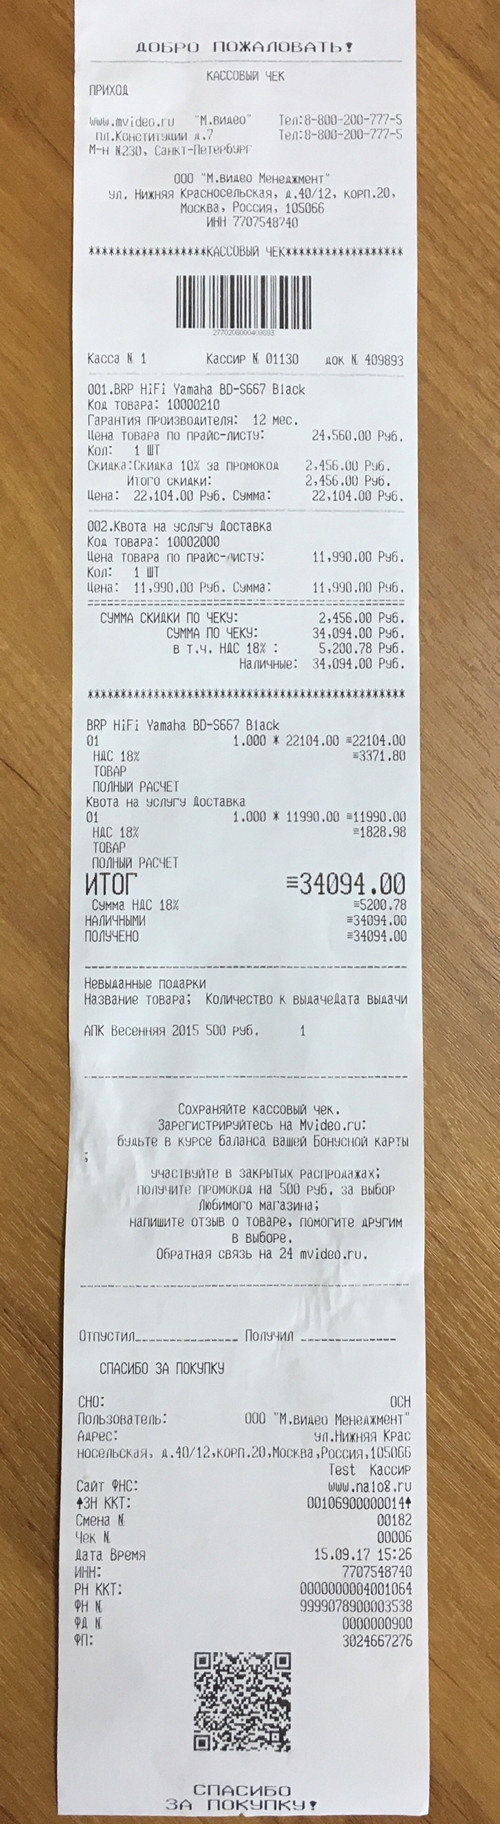 ДОБРО ПОЖАЛОВАТЬ!
КАССОВЫЙ ЧЕК
ПРИХОД
www.mvideo.ru "М.видео" Тел:8-800-200-777-5
пл.Конституции д.7 Тел:8-800-200-777-5
М-н N230, Санкт-Петербург
ООО "М.видео Менеджмент"
ул. Нижняя Красносельская, д.40/12, корп.20,
Москва, Россия, 105066
ИНН 7707548740
******************КАССОВЫЙ ЧЕК******************
2770208000409893
Касса N 1 Кассир N 01130 док N 409893
001.BRP HiFi Yamaha BD-S667 Black
Код товара: 10000210
Гарантия производителя: 12 мес.
Цена товара по прайс-листу: 24,560.00 Руб.
Кол: 1 ШТ
Скидка:Скидка 10% за промокод 2,456.00 Руб.
Итого скидки: 2,456.00 Руб.
Цена: 22,104.00 Руб. Сумма: 22,104.00 Руб.
002.Квота на услугу Доставка
Код товара: 10002000
Цена товара по прайс-листу: 11,990.00 Руб.
Кол: 1 ШТ
Цена: 11,990.00 Руб. Сумма: 11,990.00 Руб.
СУММА СКИДКИ ПО ЧЕКУ: 2,456.00 Руб.
СУММА ПО ЧЕКУ: 34,094.00 Руб.
в т.ч. НДС 18% : 5,200.78 Руб.
Наличные: 34,094.00 Руб.
************************************************
BRP HiFi Yamaha BD-S667 Black
01 1.000 * 22104.00 ≡22104.00
НДС 18% ≡3371.80
ТОВАР
ПОЛНЫЙ РАСЧЕТ
Квота на услугу Доставка
01 1.000 * 11990.00 ≡11990.00
НДС 18% ≡1828.98
ТОВАР
ПОЛНЫЙ РАСЧЕТ
ИТОГ ≡34094.00
Сумма НДС 18% ≡5200.78
НАЛИЧНЫМИ ≡34094.00
ПОЛУЧЕНО ≡34094.00
Невыданные подарки
Название товара; Количество к выдачеДата выдачи
АПК Весенняя 2015 500 руб. 1
Сохраняйте кассовый чек.
Зарегистрируйтесь на Mvideo.ru:
будьте в курсе баланса вашей Бонусной карты
;
участвуйте в закрытых распродажах;
получите промокод на 500 руб. за выбор
Любимого магазина;
напишите отзыв о товаре, помогите другим
в выборе.
Обратная связь на 24 mvideo.ru.
Отпустил_______________ Получил ______________
СПАСИБО ЗА ПОКУПКУ
СНО: ОСН
Пользователь: ООО "М.видео Менеджмент"
Адрес: ул.Нижняя Крас
носельская, д.40/12,корп.20,Москва,Россия,105066
Test Кассир
Сайт ФНС: www.nalog.ru
↑ЗН ККТ: 00106900000014↑
Смена N 00182
Чек N 00006
Дата Время 15.09.17 15:26
ИНН: 7707548740
РН ККТ: 0000000004001064
ФН N 9999078900003538
ФД N 0000000900
ФП: 3024667276
СПАСИБО
ЗА ПОКУПКУ!